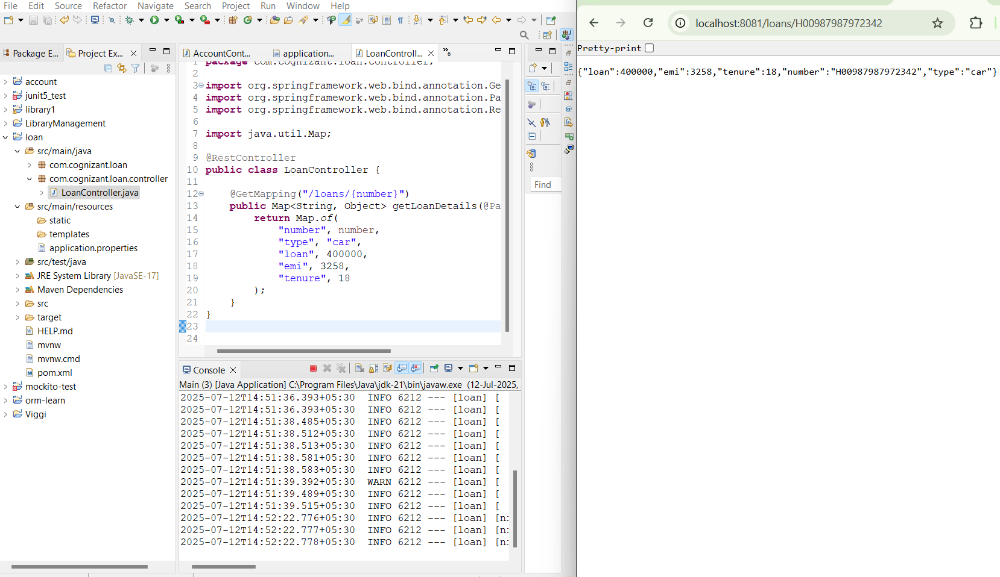 File Edit Source Refactor Navigate Search Project Run Window Help
Package E...
Project Ex...
account
junit5_test
library1
LibraryManagement
loan
src/main/java
com.cognizant.loan
com.cognizant.loan.controller
LoanController.java
src/main/resources
static
templates
application.properties
src/test/java
JRE System Library [JavaSE-17]
Maven Dependencies
src
target
HELP.md
mvnw
mvnw.cmd
pom.xml
mockito-test
orm-learn
Viggi
AccountCont...
application...
LoanControll...
»6
1 package com.cognizant.loan.controller;
2
3 import org.springframework.web.bind.annotation.Ge
4 import org.springframework.web.bind.annotation.Pa
5 import org.springframework.web.bind.annotation.Re
6
7 import java.util.Map;
8
9 @RestController
10 public class LoanController {
11
12 @GetMapping("/loans/{number}")
13 public Map<String, Object> getLoanDetails(@Pa
14 return Map.of(
15 "number", number,
16 "type", "car",
17 "loan", 400000,
18 "emi", 3258,
19 "tenure", 18
20 );
21 }
22 }
23
24
Find
Console
Main (3) [Java Application] C:\Program Files\Java\jdk-21\bin\javaw.exe (12-Jul-2025,
2025-07-12T14:51:36.393+05:30 INFO 6212 --- [loan] [
2025-07-12T14:51:36.393+05:30 INFO 6212 --- [loan] [
2025-07-12T14:51:38.485+05:30 INFO 6212 --- [loan] [
2025-07-12T14:51:38.512+05:30 INFO 6212 --- [loan] [
2025-07-12T14:51:38.513+05:30 INFO 6212 --- [loan] [
2025-07-12T14:51:38.581+05:30 INFO 6212 --- [loan] [
2025-07-12T14:51:38.583+05:30 INFO 6212 --- [loan] [
2025-07-12T14:51:39.392+05:30 WARN 6212 --- [loan] [
2025-07-12T14:51:39.489+05:30 INFO 6212 --- [loan] [
2025-07-12T14:51:39.515+05:30 INFO 6212 --- [loan] [
2025-07-12T14:52:22.776+05:30 INFO 6212 --- [loan] [ni
2025-07-12T14:52:22.777+05:30 INFO 6212 --- [loan] [ni
2025-07-12T14:52:22.778+05:30 INFO 6212 --- [loan] [ni
localhost:8081/loans/H00987987972342
Pretty-print
{"loan":400000,"emi":3258,"tenure":18,"number":"H00987987972342","type":"car"}